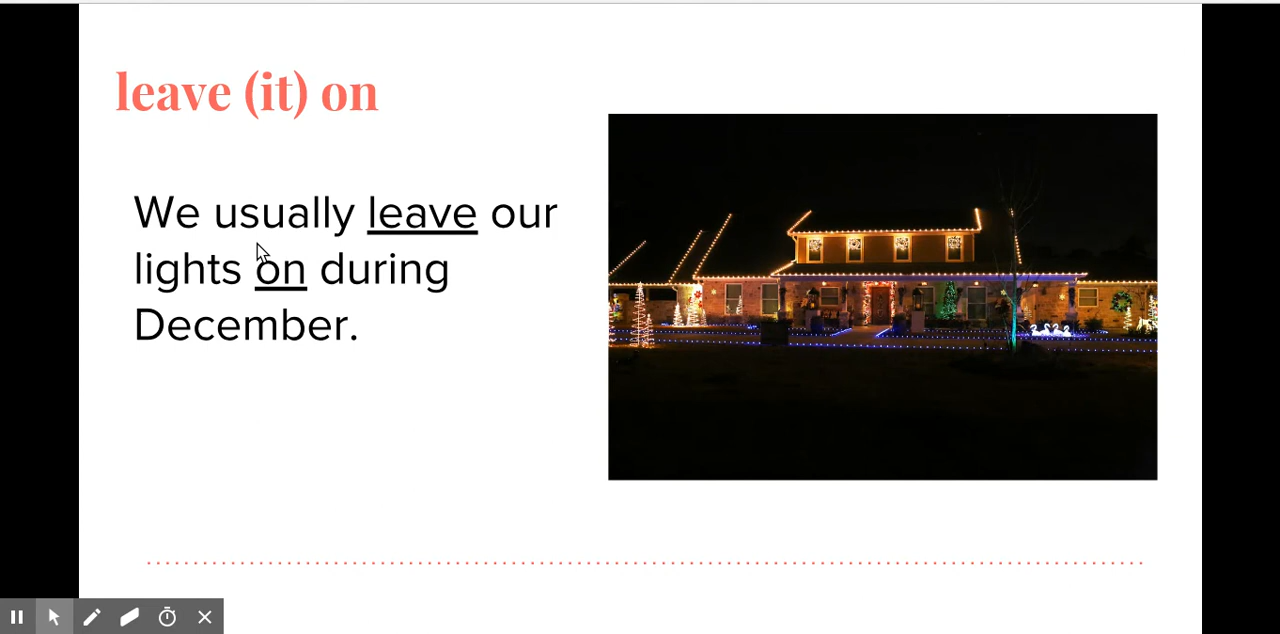 leave (it) on
We usually leave our
lights on during
December.